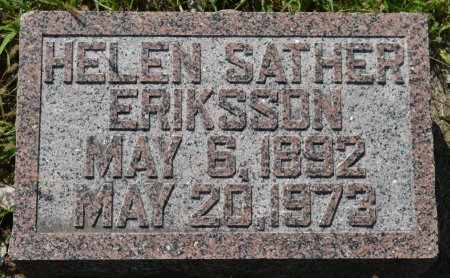 HELEN SATHER
ERIKSSON
MAY 6, 1892
MAY 20, 1973